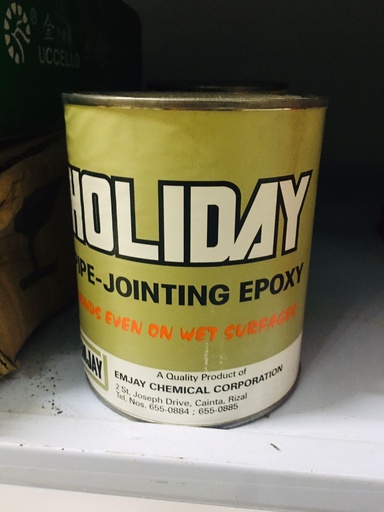 UCCELLO
HOLIDAY
PIPE-JOINTING EPOXY
EVEN ON WET SURFACES
EMJAY
A Quality Product of
EMJAY CHEMICAL CORPORATION
2 St. Joseph Drive, Cainta, Rizal
Tel. Nos. 655-0884 ; 655-0885